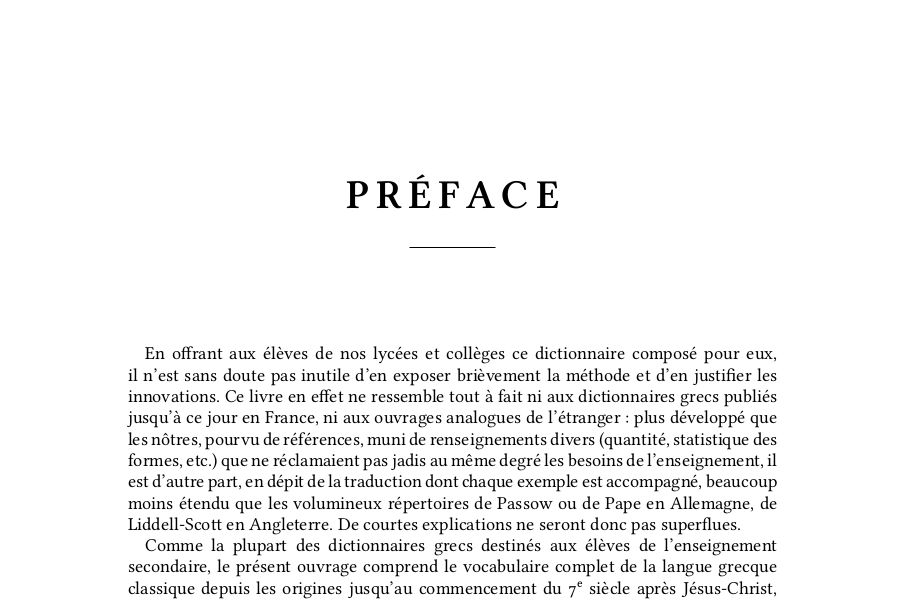 PRÉFACE
En offrant aux élèves de nos lycées et collèges ce dictionnaire composé pour eux,
il n’est sans doute pas inutile d’en exposer brièvement la méthode et d’en justifier les
innovations. Ce livre en effet ne ressemble tout à fait ni aux dictionnaires grecs publiés
jusqu’à ce jour en France, ni aux ouvrages analogues de l’étranger : plus développé que
les nôtres, pourvu de références, muni de renseignements divers (quantité, statistique des
formes, etc.) que ne réclamaient pas jadis au même degré les besoins de l’enseignement, il
est d’autre part, en dépit de la traduction dont chaque exemple est accompagné, beaucoup
moins étendu que les volumineux répertoires de Passow ou de Pape en Allemagne, de
Liddell-Scott en Angleterre. De courtes explications ne seront donc pas superflues.
Comme la plupart des dictionnaires grecs destinés aux élèves de l’enseignement
secondaire, le présent ouvrage comprend le vocabulaire complet de la langue grecque
classique depuis les origines jusqu’au commencement du 7ᵉ siècle après Jésus-Christ,